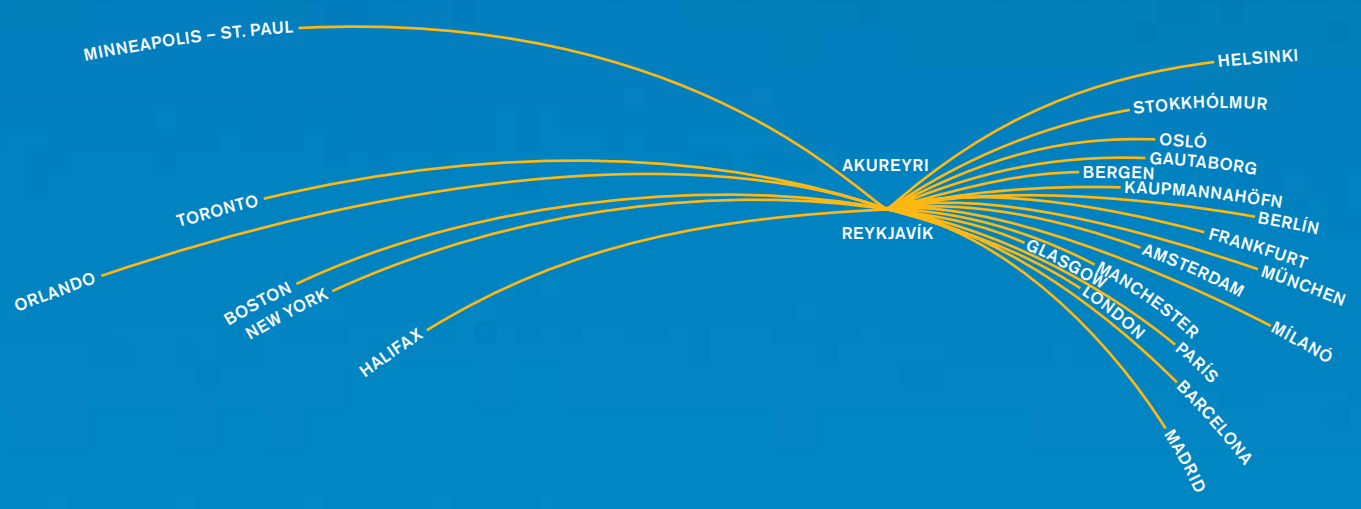 MINNEAPOLIS – ST. PAUL
TORONTO
ORLANDO
BOSTON
NEW YORK
HALIFAX
AKUREYRI
REYKJAVÍK
HELSINKI
STOKKHÓLMUR
OSLÓ
GAUTABORG
BERGEN
KAUPMANNAHÖFN
BERLÍN
FRANKFURT
MÜNCHEN
AMSTERDAM
MÍLANÓ
GLASGOW
MANCHESTER
LONDON
PARÍS
BARCELONA
MADRID